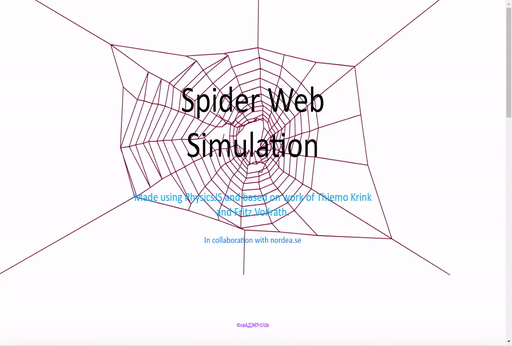 Spider Web
Simulation
Made using PhysicsJS and based on work of Thiemo Krink
and Fritz Vollrath.
In collaboration with nordea.se